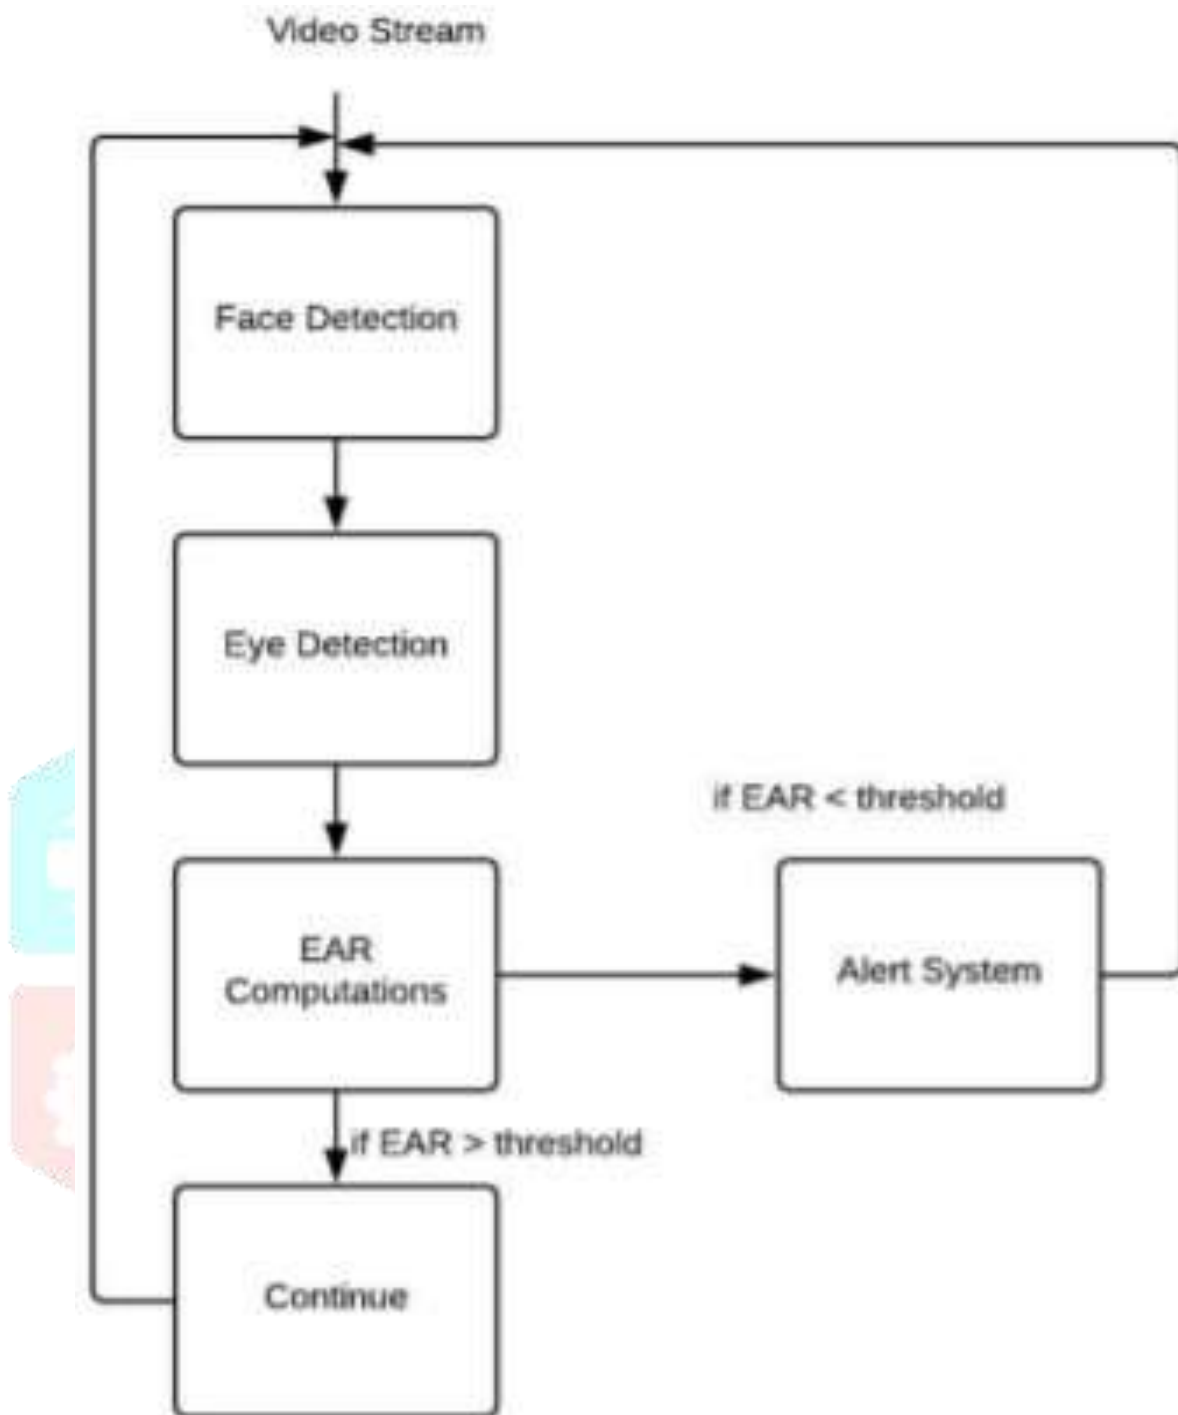 Video Stream
Face Detection
Eye Detection
if EAR < threshold
EAR
Computations
Alert System
if EAR > threshold
Continue